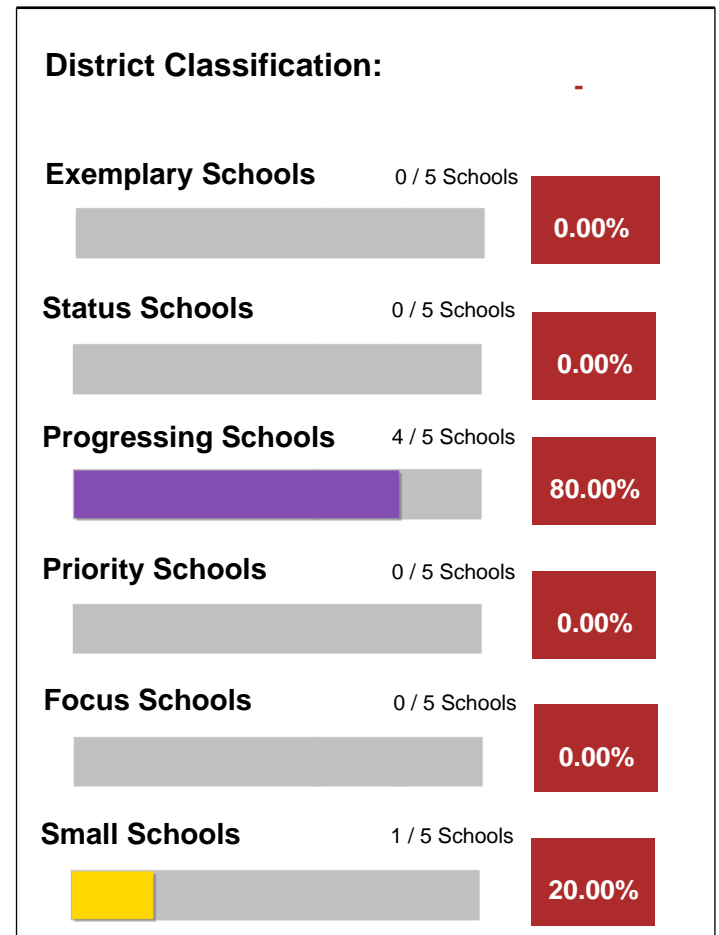 District Classification: -
Exemplary Schools 0 / 5 Schools 0.00%
Status Schools 0 / 5 Schools 0.00%
Progressing Schools 4 / 5 Schools 80.00%
Priority Schools 0 / 5 Schools 0.00%
Focus Schools 0 / 5 Schools 0.00%
Small Schools 1 / 5 Schools 20.00%